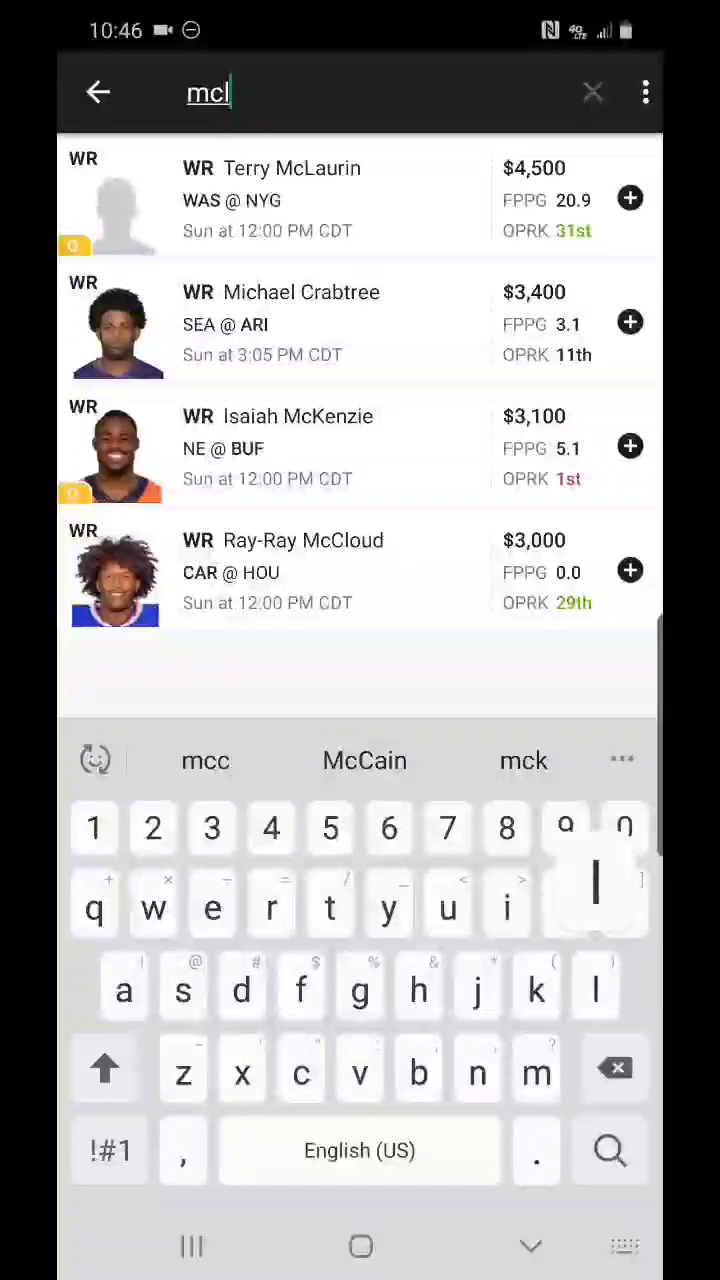 10:46
mcl
WR
WR Terry McLaurin
$4,500
WAS @ NYG
FPPG 20.9
Sun at 12:00 PM CDT
OPRK 31st
Q
WR
WR Michael Crabtree
$3,400
SEA @ ARI
FPPG 3.1
Sun at 3:05 PM CDT
OPRK 11th
WR
WR Isaiah McKenzie
$3,100
NE @ BUF
FPPG 5.1
Sun at 12:00 PM CDT
OPRK 1st
Q
WR
WR Ray-Ray McCloud
$3,000
CAR @ HOU
FPPG 0.0
Sun at 12:00 PM CDT
OPRK 29th
mcc McCain mck
1 2 3 4 5 6 7 8 9 0
l
q w e r t y u i
a s d f g h j k l
z x c v b n m
!#1 , English (US) .